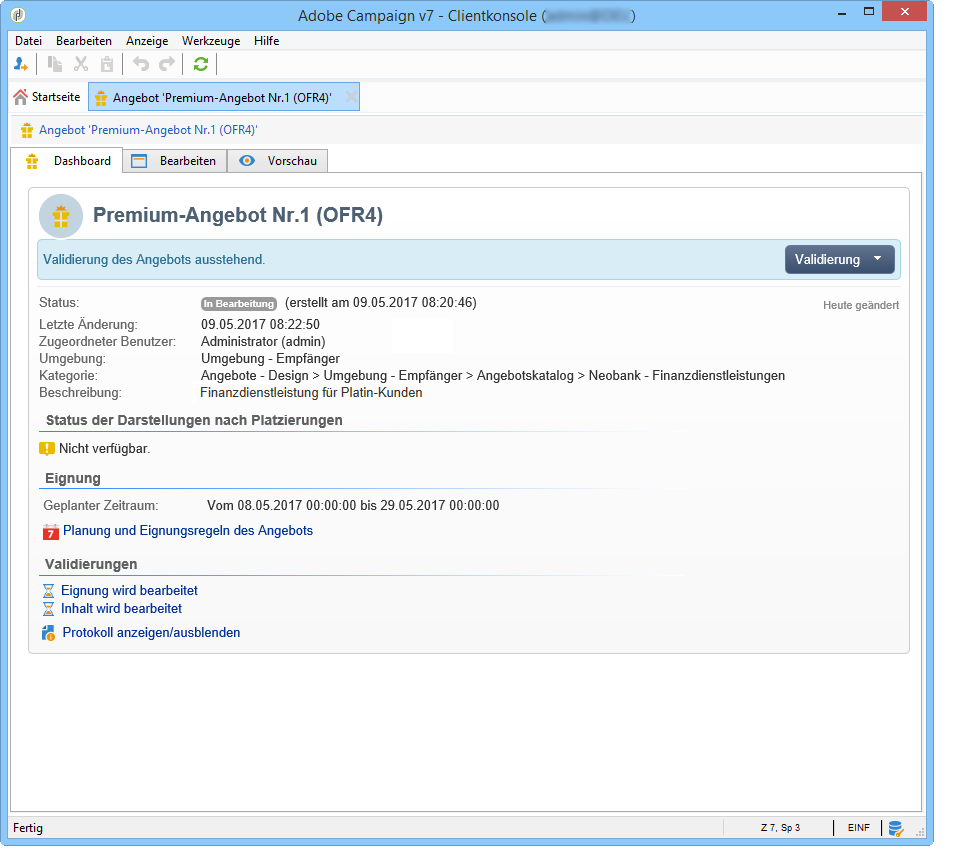 Adobe Campaign v7 - Clientkonsole ( )
Datei Bearbeiten Anzeige Werkzeuge Hilfe
Startseite Angebot 'Premium-Angebot Nr.1 (OFR4)'
Angebot 'Premium-Angebot Nr.1 (OFR4)'
Dashboard Bearbeiten Vorschau
Premium-Angebot Nr.1 (OFR4)
Validierung des Angebots ausstehend. Validierung
Status: In Bearbeitung (erstellt am 09.05.2017 08:20:46) Heute geändert
Letzte Änderung: 09.05.2017 08:22:50
Zugeordneter Benutzer: Administrator (admin)
Umgebung: Umgebung - Empfänger
Kategorie: Angebote - Design > Umgebung - Empfänger > Angebotskatalog > Neobank - Finanzdienstleistungen
Beschreibung: Finanzdienstleistung für Platin-Kunden
Status der Darstellungen nach Platzierungen
Nicht verfügbar.
Eignung
Geplanter Zeitraum: Vom 08.05.2017 00:00:00 bis 29.05.2017 00:00:00
7 Planung und Eignungsregeln des Angebots
Validierungen
Eignung wird bearbeitet
Inhalt wird bearbeitet
Protokoll anzeigen/ausblenden
Fertig Z 7, Sp 3 EINF